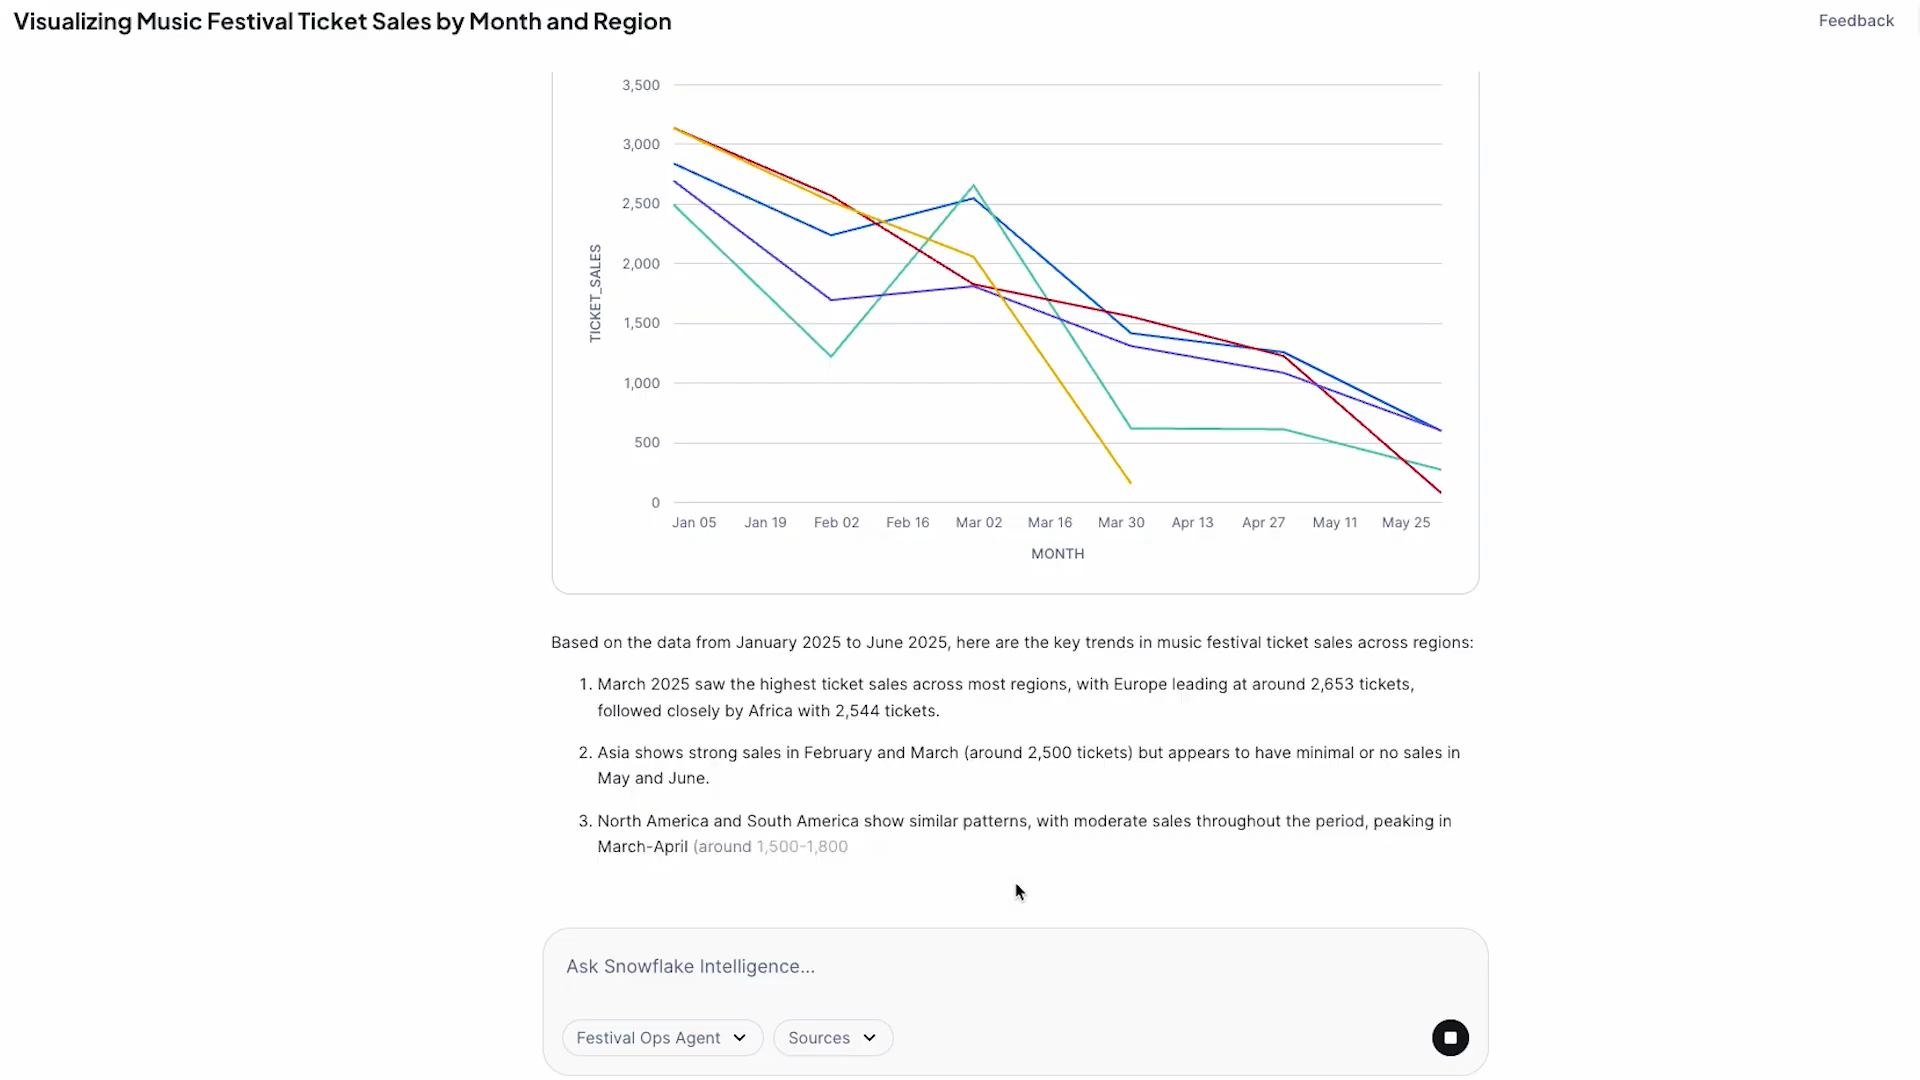 Visualizing Music Festival Ticket Sales by Month and Region
Feedback
3,500
3,000
2,500
2,000
1,500
1,000
500
0
TICKET_SALES
Jan 05 Jan 19 Feb 02 Feb 16 Mar 02 Mar 16 Mar 30 Apr 13 Apr 27 May 11 May 25
MONTH
Based on the data from January 2025 to June 2025, here are the key trends in music festival ticket sales across regions:
1. March 2025 saw the highest ticket sales across most regions, with Europe leading at around 2,653 tickets,
followed closely by Africa with 2,544 tickets.
2. Asia shows strong sales in February and March (around 2,500 tickets) but appears to have minimal or no sales in
May and June.
3. North America and South America show similar patterns, with moderate sales throughout the period, peaking in
March-April (around 1,500-1,800
Ask Snowflake Intelligence...
Festival Ops Agent Sources